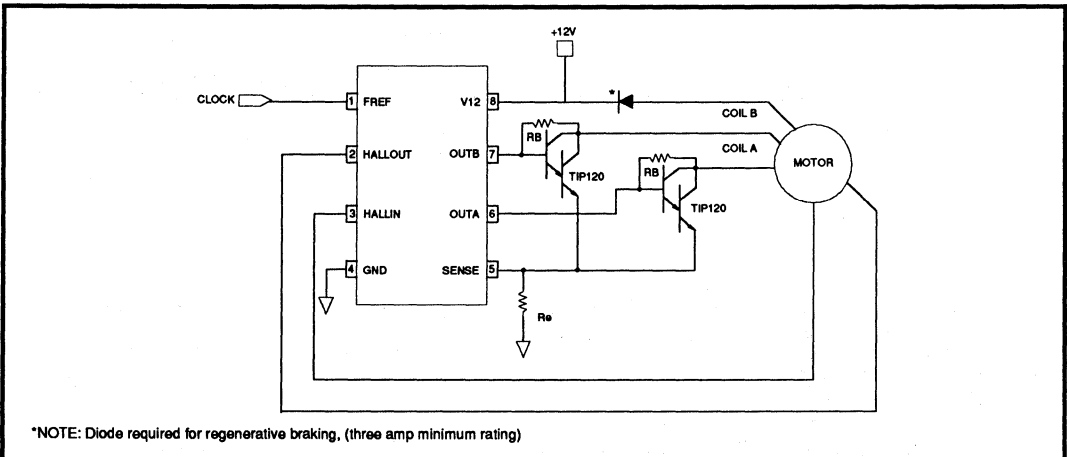 +12V
CLOCK
1 FREF
V12 8
*
COIL B
RB
COIL A
2 HALLOUT
OUTB 7
TIP120
RB
MOTOR
TIP120
3 HALLIN
OUTA 6
4 GND
SENSE 5
Re
*NOTE: Diode required for regenerative braking, (three amp minimum rating)